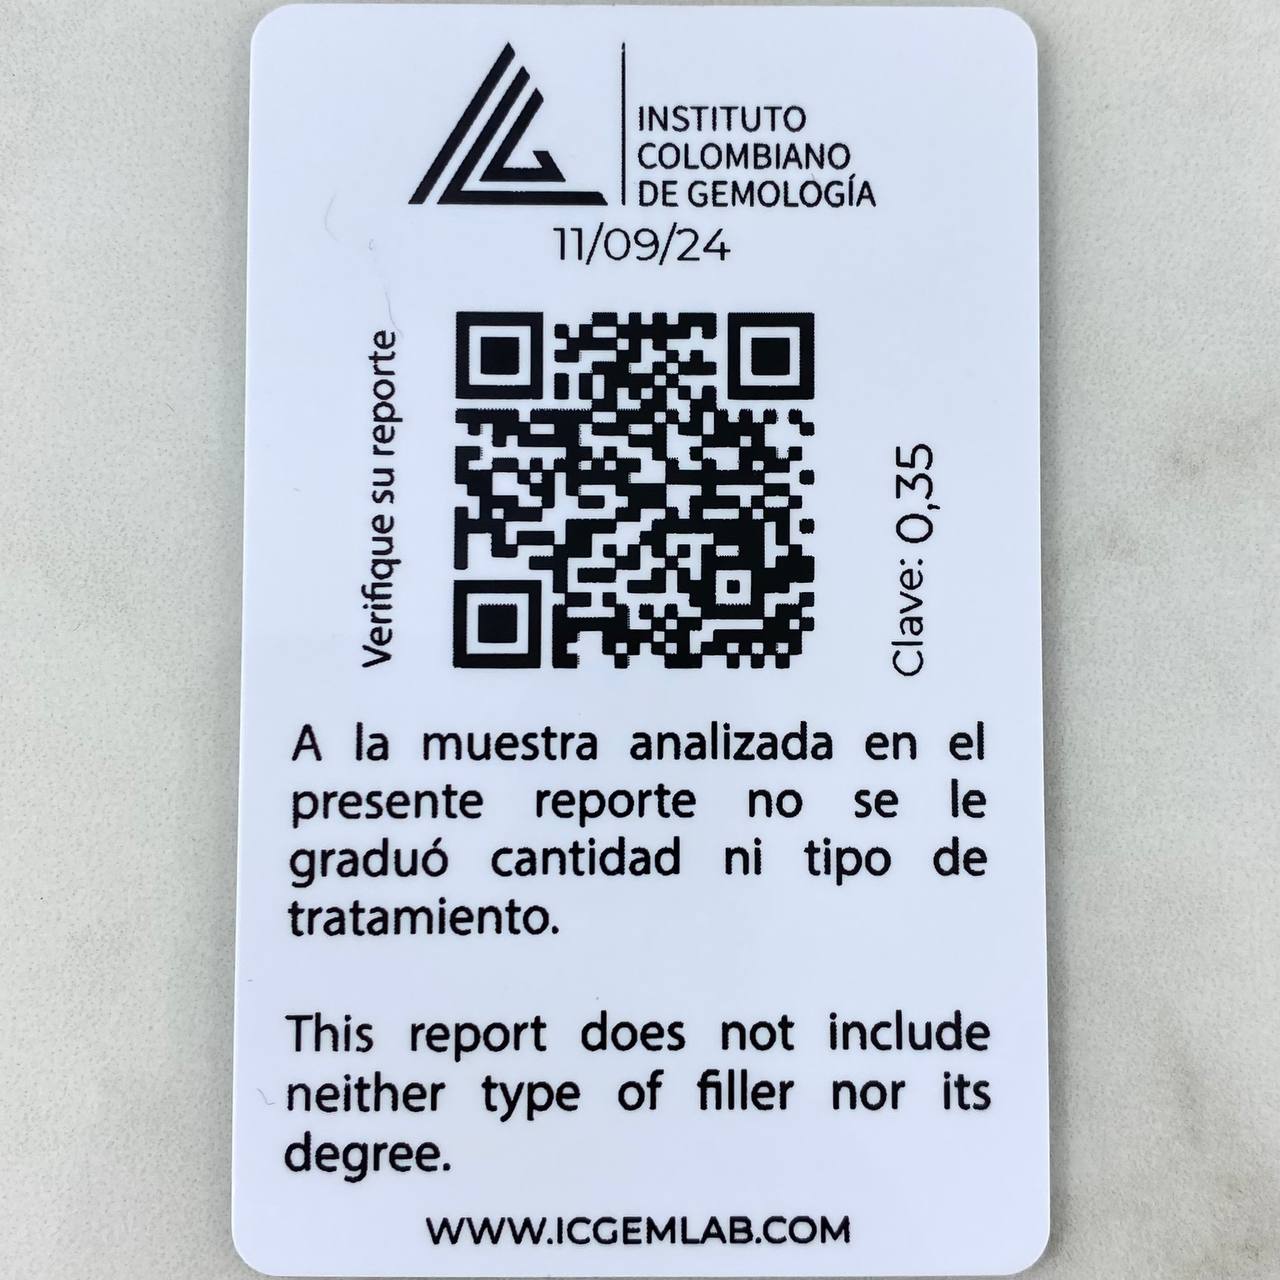 INSTITUTO
COLOMBIANO
DE GEMOLOGÍA
11/09/24
Verifique su reporte
Clave: 0,35
A la muestra analizada en el
presente reporte no se le
graduó cantidad ni tipo de
tratamiento.
This report does not include
neither type of filler nor its
degree.
WWW.ICGEMLAB.COM